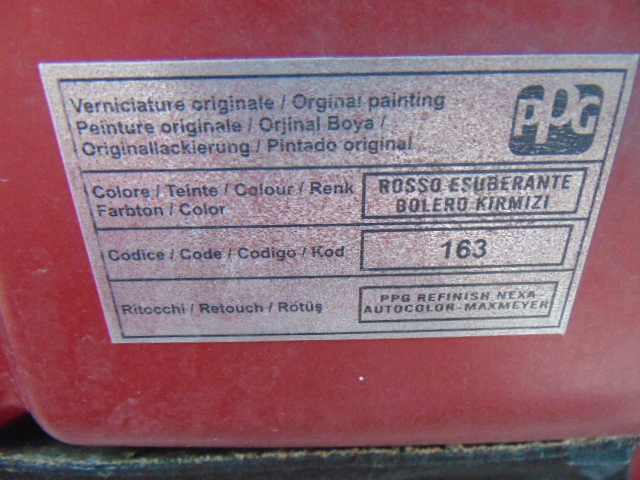 Verniciature originale / Orginal painting
Peinture originale / Orjinal Boya /
Originallackierung / Pintado original
PPG
Colore / Teinte / Colour / Renk
Farbton / Color
ROSSO ESUBERANTE
BOLERO KIRMIZI
Codice / Code / Codigo / Kod
163
Ritocchi / Retouch / Rötüş
PPG REFINISH NEXA
AUTOCOLOR-MAXMEYER